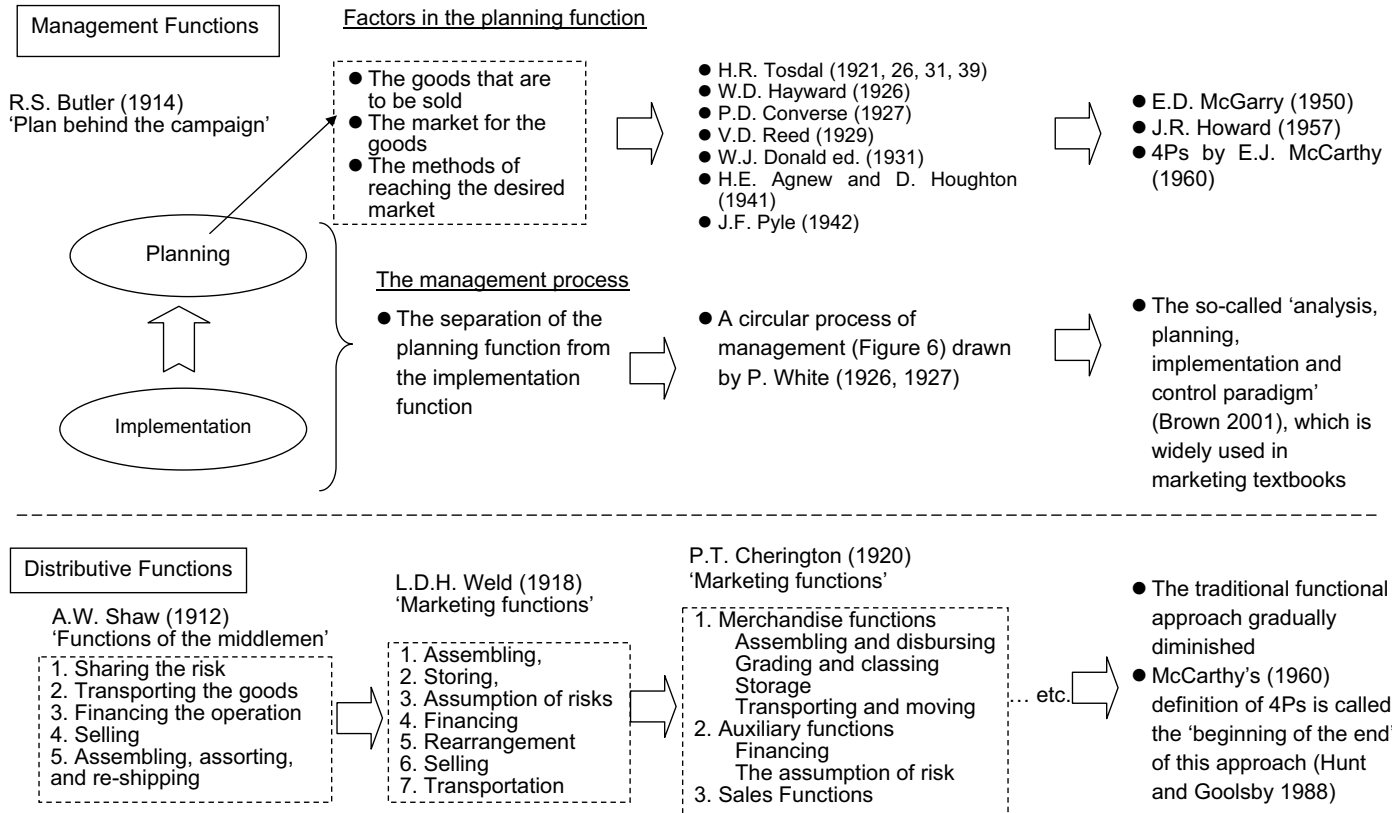 Management Functions
Factors in the planning function
R.S. Butler (1914)
‘Plan behind the campaign’
● The goods that are
to be sold
● The market for the
goods
● The methods of
reaching the desired
market
● H.R. Tosdal (1921, 26, 31, 39)
● W.D. Hayward (1926)
● P.D. Converse (1927)
● V.D. Reed (1929)
● W.J. Donald ed. (1931)
● H.E. Agnew and D. Houghton
(1941)
● J.F. Pyle (1942)
● E.D. McGarry (1950)
● J.R. Howard (1957)
● 4Ps by E.J. McCarthy
(1960)
Planning
Implementation
The management process
● The separation of the
planning function from
the implementation
function
● A circular process of
management (Figure 6) drawn
by P. White (1926, 1927)
● The so-called ‘analysis,
planning,
implementation and
control paradigm’
(Brown 2001), which is
widely used in
marketing textbooks
Distributive Functions
A.W. Shaw (1912)
‘Functions of the middlemen’
1. Sharing the risk
2. Transporting the goods
3. Financing the operation
4. Selling
5. Assembling, assorting,
and re-shipping
L.D.H. Weld (1918)
‘Marketing functions’
1. Assembling,
2. Storing,
3. Assumption of risks
4. Financing
5. Rearrangement
6. Selling
7. Transportation
P.T. Cherington (1920)
‘Marketing functions’
1. Merchandise functions
Assembling and disbursing
Grading and classing
Storage
Transporting and moving
2. Auxiliary functions
Financing
The assumption of risk
3. Sales Functions
… etc.
● The traditional functional
approach gradually
diminished
● McCarthy’s (1960)
definition of 4Ps is called
the ‘beginning of the end’
of this approach (Hunt
and Goolsby 1988)